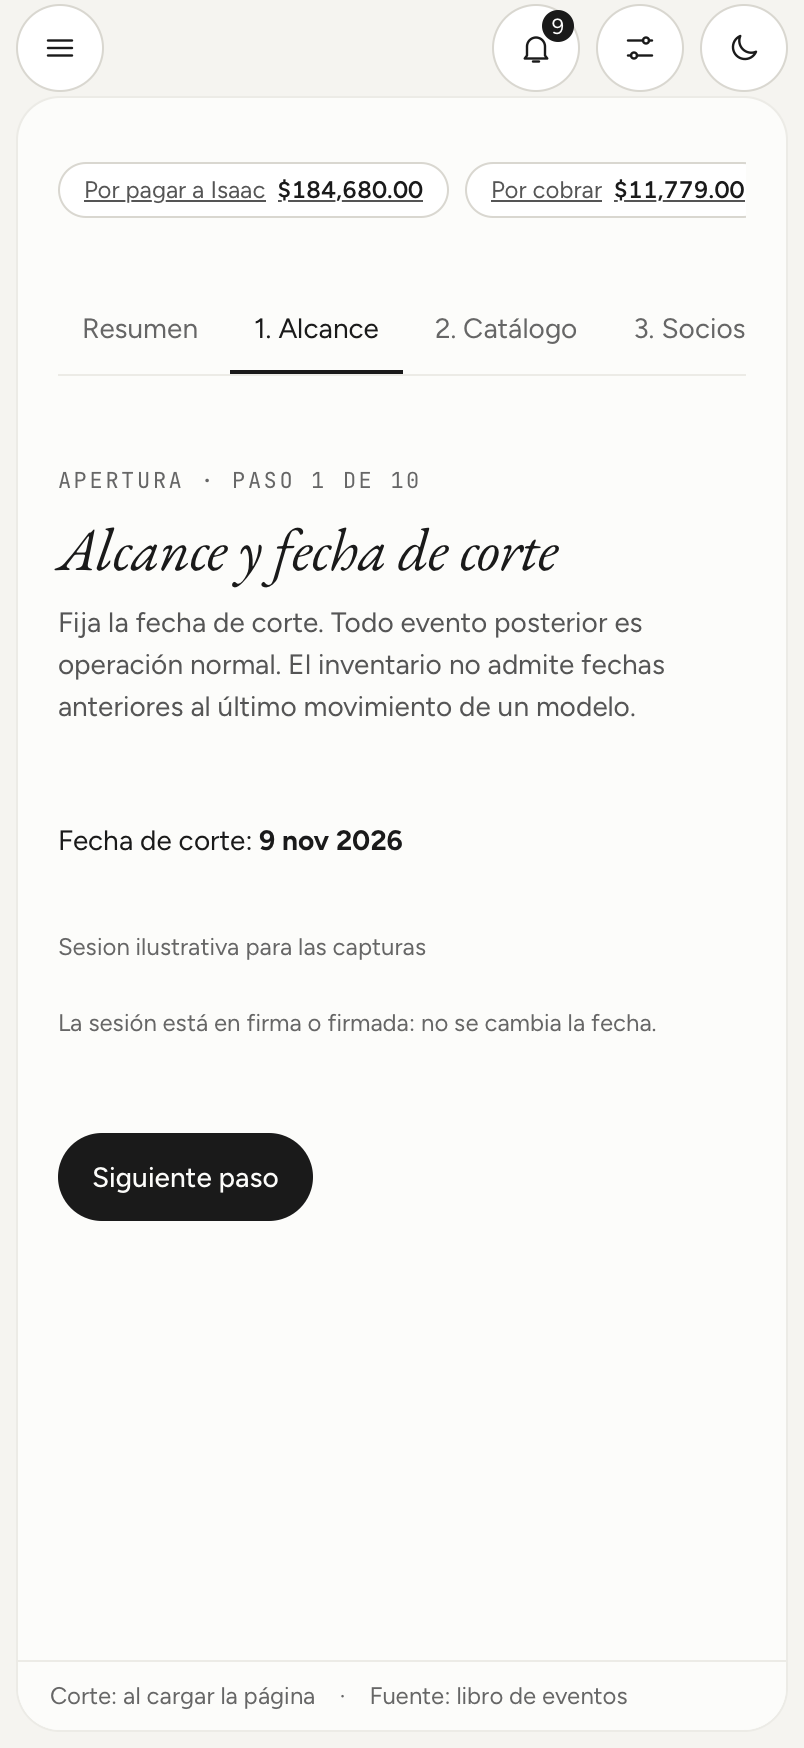 9
Por pagar a Isaac $184,680.00
Por cobrar $11,779.00
Resumen 1. Alcance 2. Catálogo 3. Socios
APERTURA · PASO 1 DE 10
Alcance y fecha de corte
Fija la fecha de corte. Todo evento posterior es
operación normal. El inventario no admite fechas
anteriores al último movimiento de un modelo.
Fecha de corte: 9 nov 2026
Sesion ilustrativa para las capturas
La sesión está en firma o firmada: no se cambia la fecha.
Siguiente paso
Corte: al cargar la página · Fuente: libro de eventos